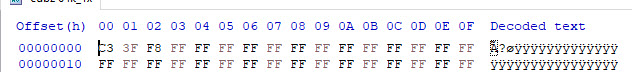 Offset(h) 00 01 02 03 04 05 06 07 08 09 0A 0B 0C 0D 0E 0F Decoded text
00000000 C3 3F F8 FF FF FF FF FF FF FF FF FF FF FF FF FF Ã?øÿÿÿÿÿÿÿÿÿÿÿÿÿ
00000010 FF FF FF FF FF FF FF FF FF FF FF FF FF FF FF FF ÿÿÿÿÿÿÿÿÿÿÿÿÿÿÿÿ